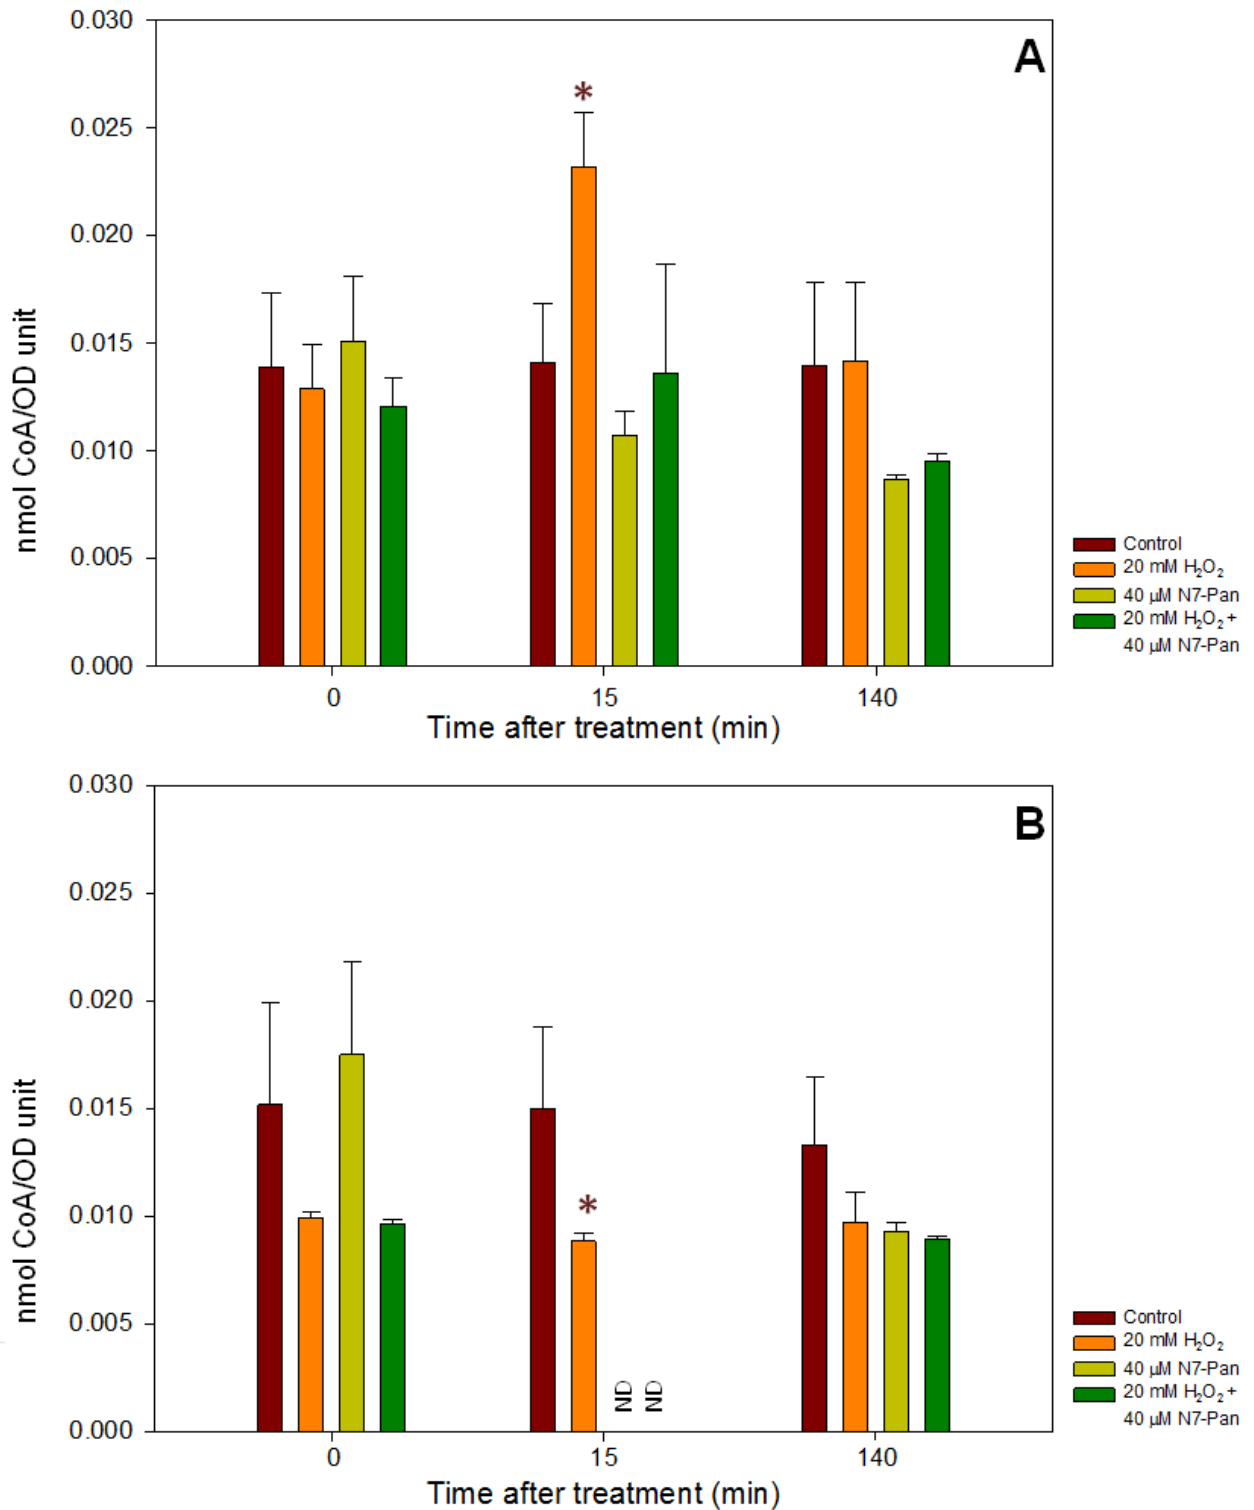 A
*
0.030
0.025
0.020
0.015
0.010
0.005
0.000
nmol CoA/OD unit
0 15 140
Time after treatment (min)
Control
20 mM H₂O₂
40 µM N7-Pan
20 mM H₂O₂ +
40 µM N7-Pan
B
*
0.030
0.025
0.020
0.015
0.010
0.005
0.000
nmol CoA/OD unit
ND ND
0 15 140
Time after treatment (min)
Control
20 mM H₂O₂
40 µM N7-Pan
20 mM H₂O₂ +
40 µM N7-Pan